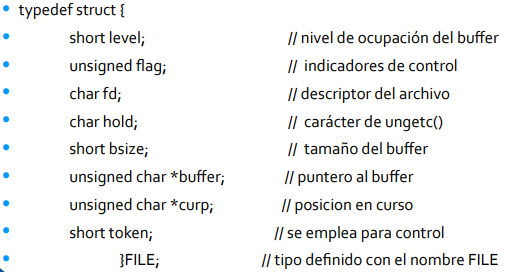 • typedef struct {
• short level; // nivel de ocupación del buffer
• unsigned flag; // indicadores de control
• char fd; // descriptor del archivo
• char hold; // carácter de ungetc()
• short bsize; // tamaño del buffer
• unsigned char *buffer; // puntero al buffer
• unsigned char *curp; // posicion en curso
• short token; // se emplea para control
• }FILE; // tipo definido con el nombre FILE